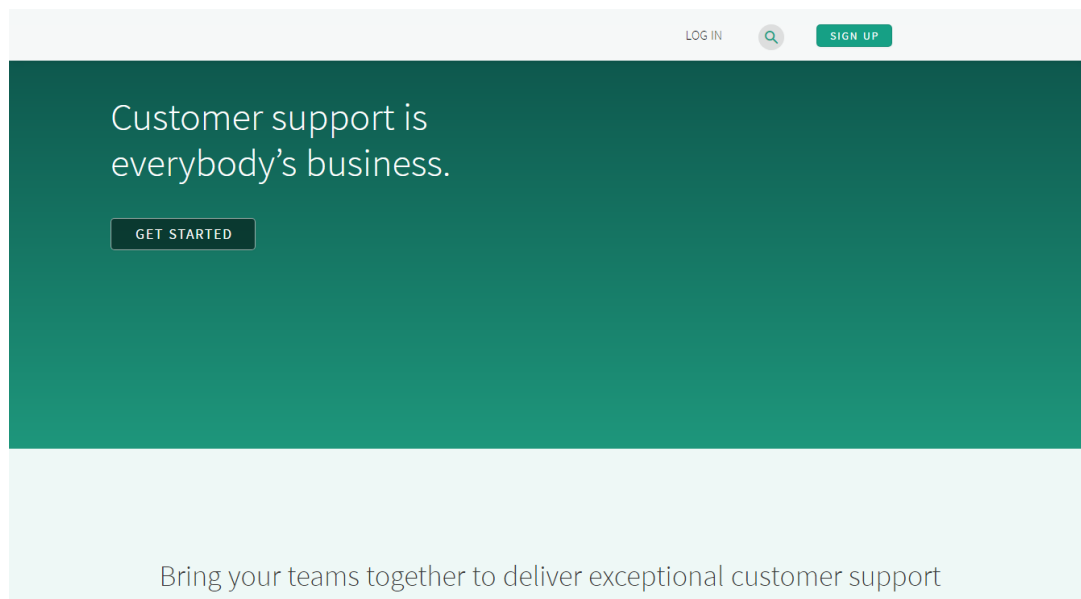 LOG IN
SIGN UP
Customer support is
everybody’s business.
GET STARTED
Bring your teams together to deliver exceptional customer support